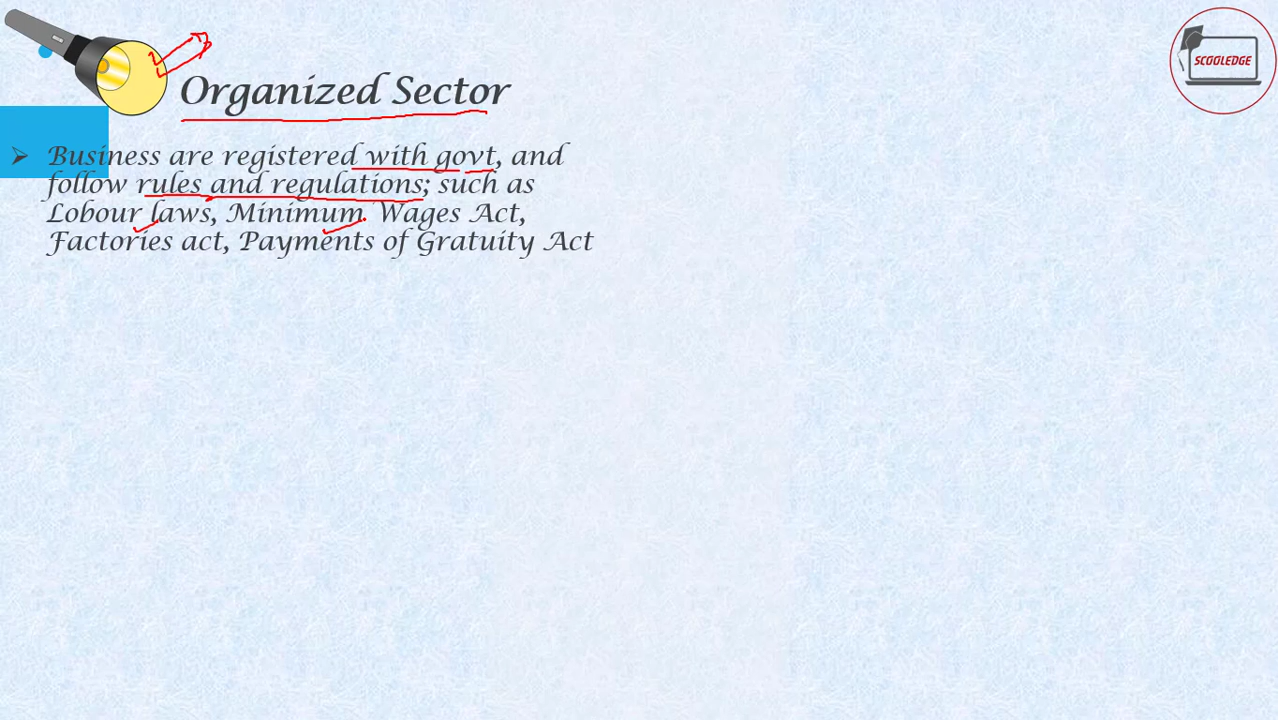 SCOOLEDGE
Organized Sector
Business are registered with govt, and
follow rules and regulations; such as
Lobour laws, Minimum Wages Act,
Factories act, Payments of Gratuity Act